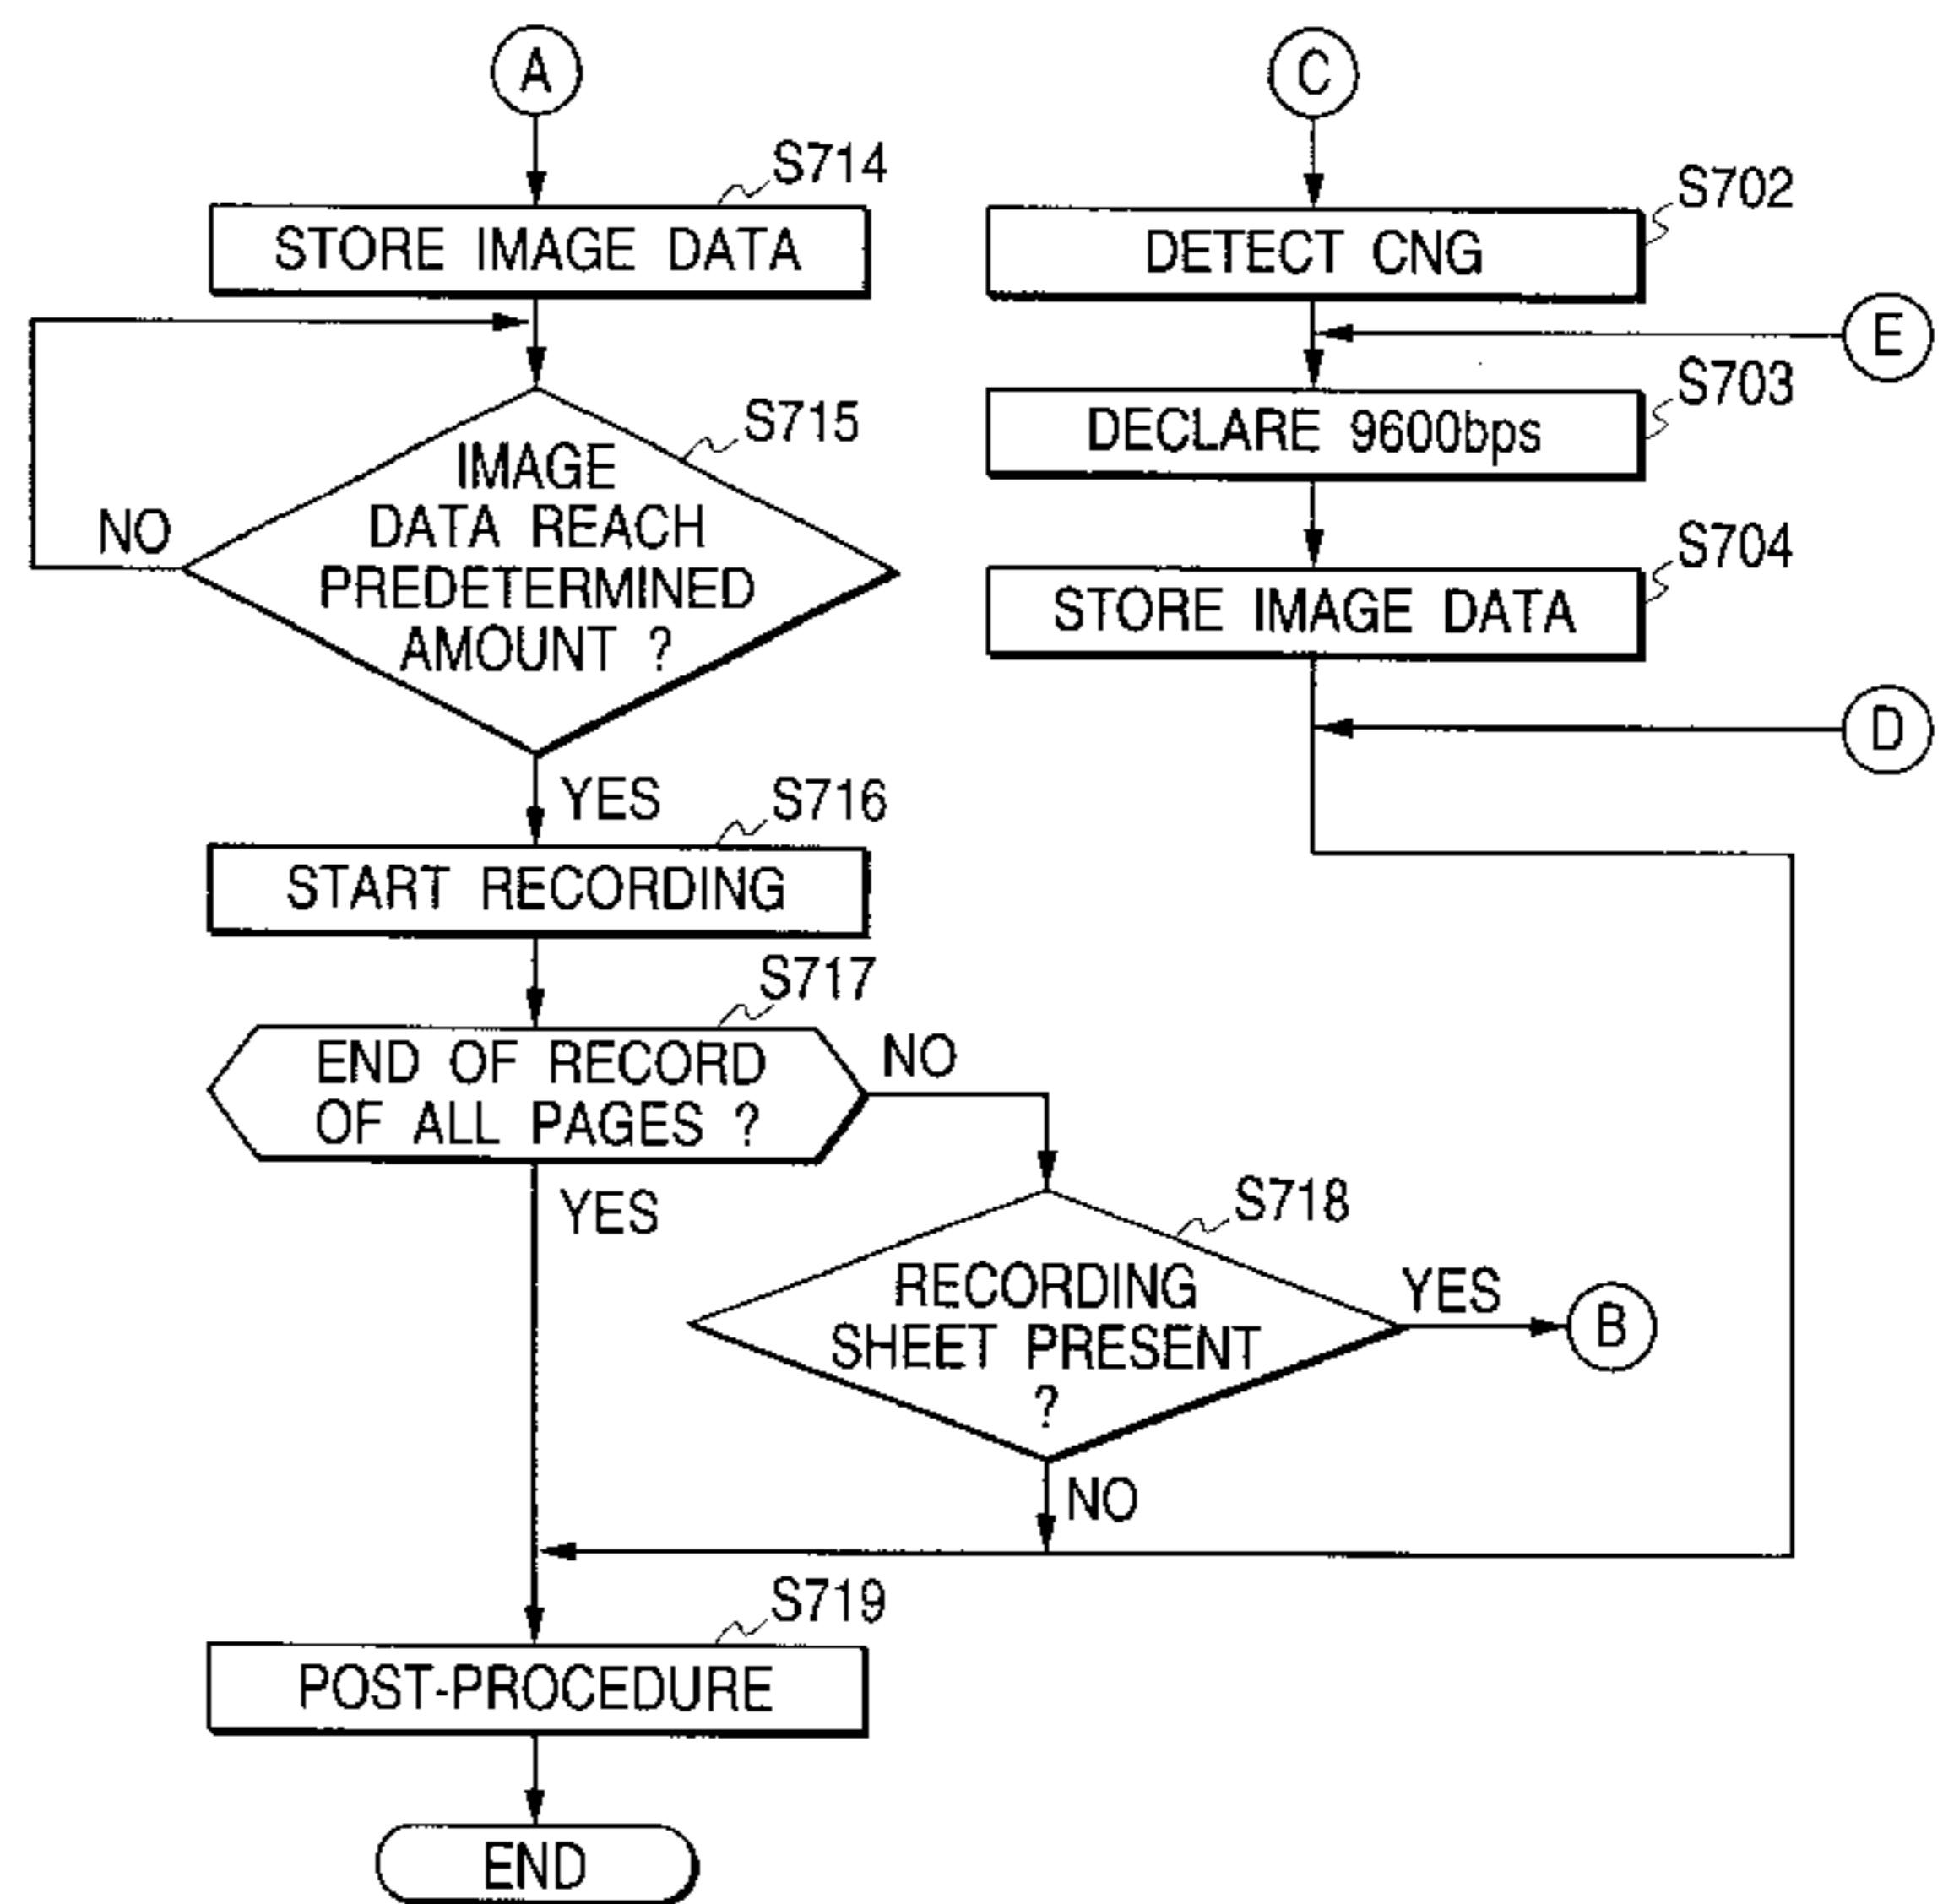 A
S714
STORE IMAGE DATA
S715
IMAGE
DATA REACH
PREDETERMINED
AMOUNT ?
NO
YES
S716
START RECORDING
S717
END OF RECORD
OF ALL PAGES ?
NO
YES
S718
RECORDING
SHEET PRESENT
?
YES
B
NO
S719
POST-PROCEDURE
END
C
S702
DETECT CNG
E
S703
DECLARE 9600bps
S704
STORE IMAGE DATA
D